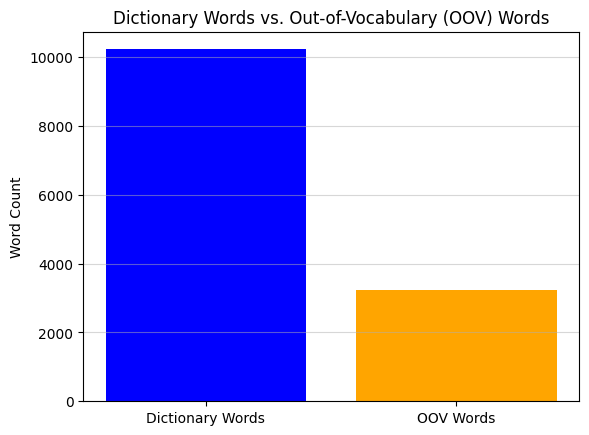 Dictionary Words vs. Out-of-Vocabulary (OOV) Words
10000
8000
6000
4000
2000
0
Word Count
Dictionary Words
OOV Words